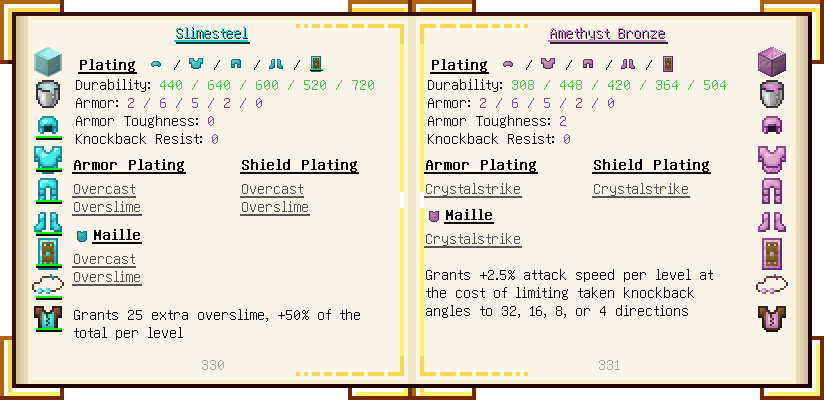 Slimesteel
Plating / / / /
Durability: 440 / 640 / 600 / 520 / 720
Armor: 2 / 6 / 5 / 2 / 0
Armor Toughness: 0
Knockback Resist: 0
Armor Plating
Overcast
Overslime
Shield Plating
Overcast
Overslime
Maille
Overcast
Overslime
Grants 25 extra overslime, +50% of the
total per level
330
Amethyst Bronze
Plating / / / /
Durability: 308 / 448 / 420 / 364 / 504
Armor: 2 / 6 / 5 / 2 / 0
Armor Toughness: 2
Knockback Resist: 0
Armor Plating
Crystalstrike
Shield Plating
Crystalstrike
Maille
Crystalstrike
Grants +2.5% attack speed per level at
the cost of limiting taken knockback
angles to 32, 16, 8, or 4 directions
331